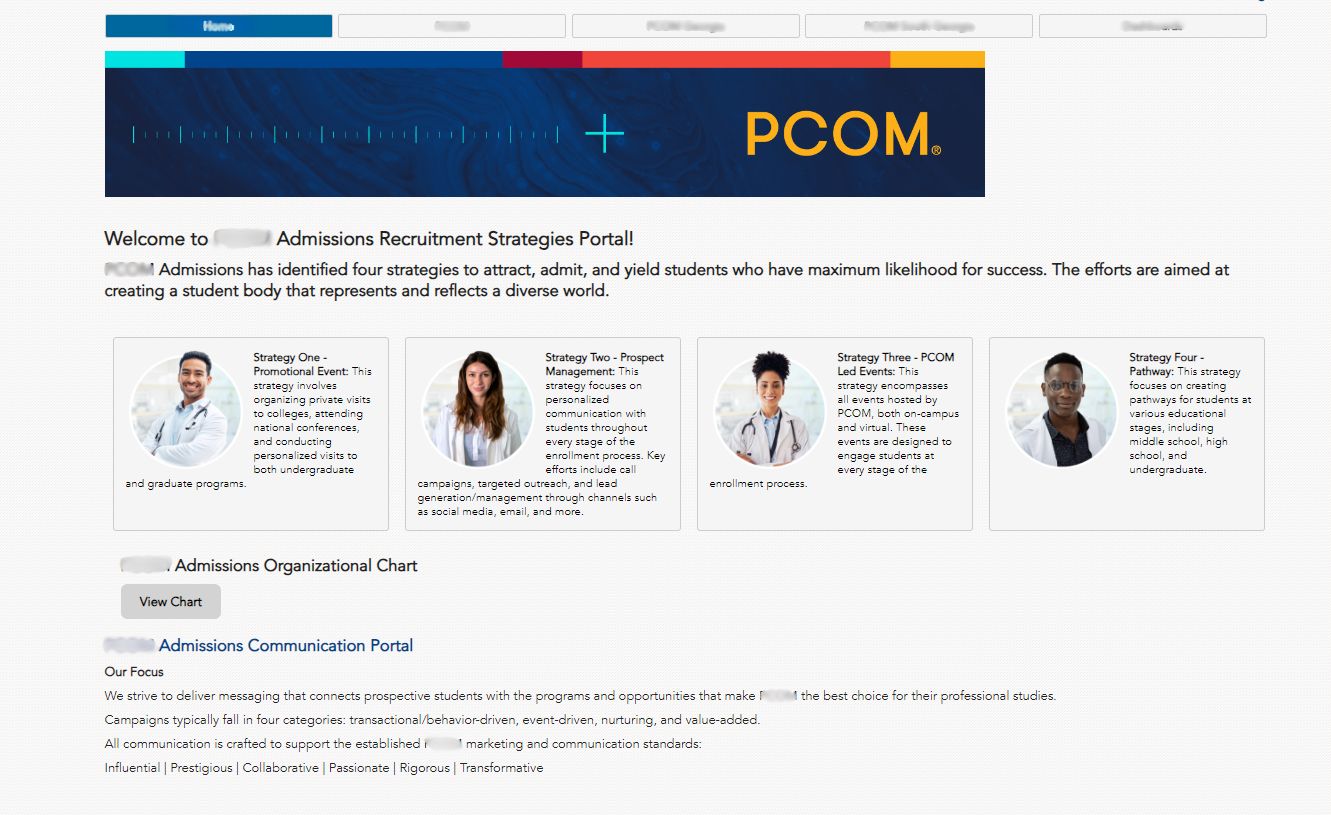 Home
PCOM®
Welcome to Admissions Recruitment Strategies Portal!
Admissions has identified four strategies to attract, admit, and yield students who have maximum likelihood for success. The efforts are aimed at
creating a student body that represents and reflects a diverse world.
Strategy One -
Promotional Event: This
strategy involves
organizing private visits
to colleges, attending
national conferences,
and conducting
personalized visits to
both undergraduate
and graduate programs.
Strategy Two - Prospect
Management: This
strategy focuses on
personalized
communication with
students throughout
every stage of the
enrollment process. Key
efforts include call
campaigns, targeted outreach, and lead
generation/management through channels such
as social media, email, and more.
Strategy Three - PCOM
Led Events: This
strategy encompasses
all events hosted by
PCOM, both on-campus
and virtual. These
events are designed to
engage students at
every stage of the
enrollment process.
Strategy Four -
Pathway: This strategy
focuses on creating
pathways for students at
various educational
stages, including
middle school, high
school, and
undergraduate.
Admissions Organizational Chart
View Chart
Admissions Communication Portal
Our Focus
We strive to deliver messaging that connects prospective students with the programs and opportunities that make the best choice for their professional studies.
Campaigns typically fall in four categories: transactional/behavior-driven, event-driven, nurturing, and value-added.
All communication is crafted to support the established marketing and communication standards:
Influential | Prestigious | Collaborative | Passionate | Rigorous | Transformative